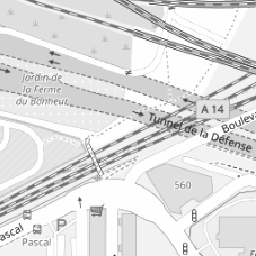 Jardin de
la Ferme
du Bonheur
A 14
Tunnel de la Défense
Boulev
560
Pascal
Pascal
P